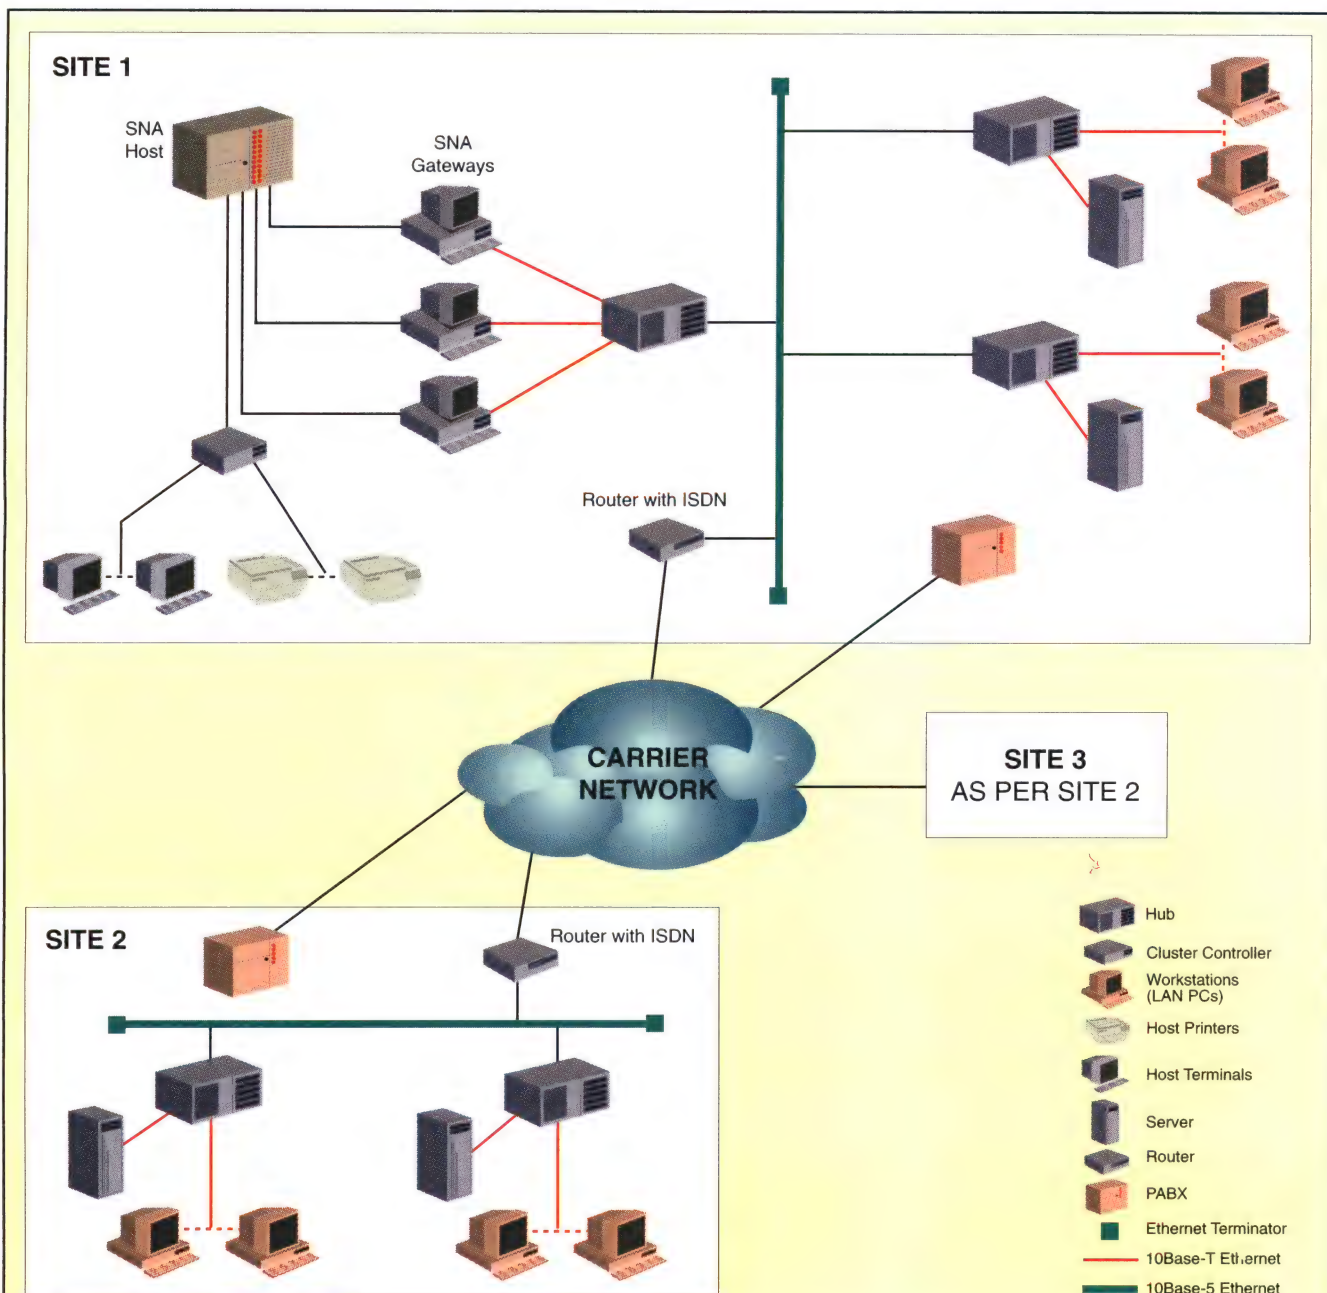 SITE 1
SNA
Host
SNA
Gateways
Router with ISDN
CARRIER
NETWORK
SITE 3
AS PER SITE 2
SITE 2
Router with ISDN
Hub
Cluster Controller
Workstations
(LAN PCs)
Host Printers
Host Terminals
Server
Router
PABX
Ethernet Terminator
10Base-T Ethernet
10Base-5 Ethernet